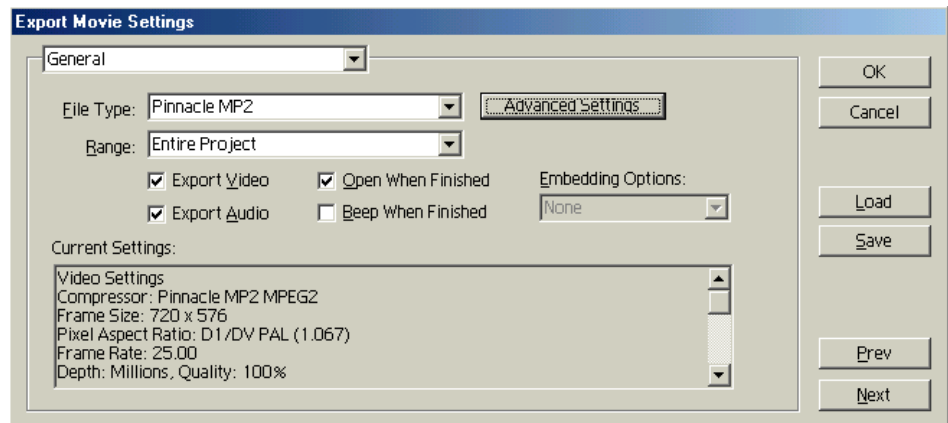 Export Movie Settings
General
OK
File Type: Pinnacle MP2 Advanced Settings
Cancel
Range: Entire Project
Export Video Open When Finished Embedding Options:
Export Audio Beep When Finished None
Load
Save
Current Settings:
Video Settings
Compressor: Pinnacle MP2 MPEG2
Frame Size: 720 x 576
Pixel Aspect Ratio: D1/DV PAL (1.067)
Frame Rate: 25.00
Depth: Millions, Quality: 100%
Prev
Next